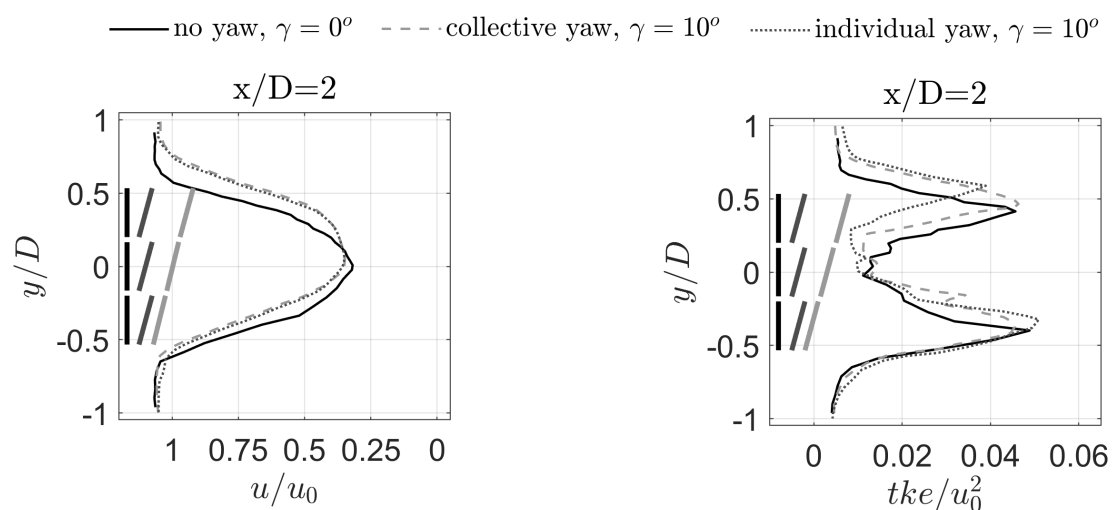 no yaw, γ = 0° collective yaw, γ = 10° individual yaw, γ = 10°
x/D=2
1
0.5
0
-0.5
-1
y/D
1 0.75 0.5 0.25 0
u/u₀
x/D=2
1
0.5
0
-0.5
-1
y/D
0 0.02 0.04 0.06
tke/u₀²